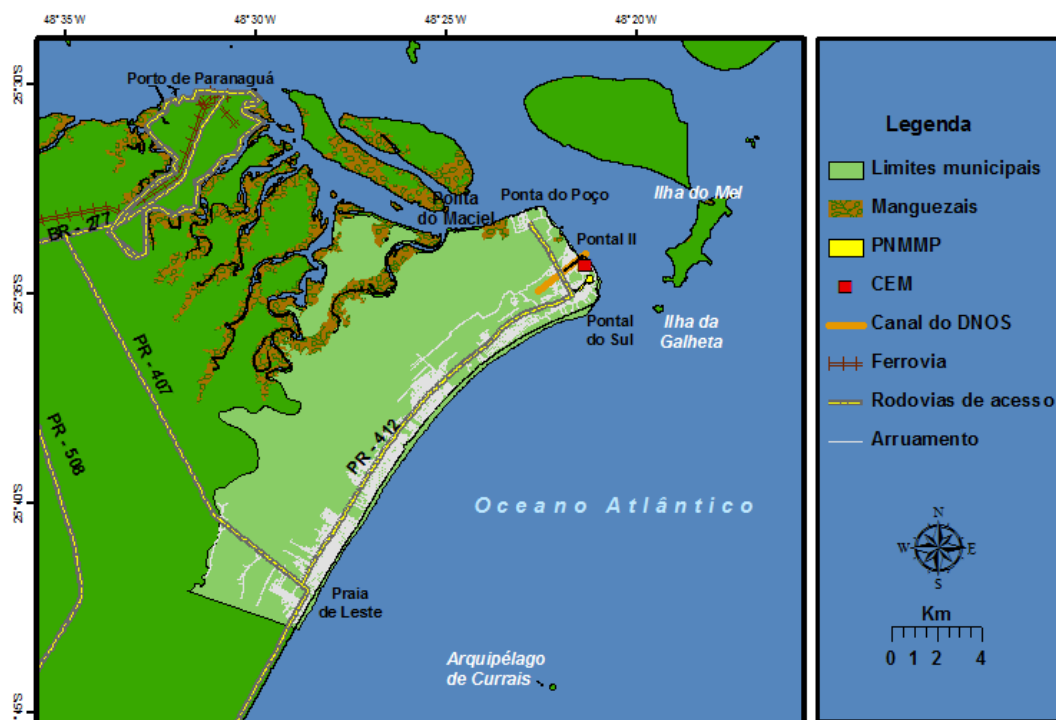 48°35'W
48°30'W
48°25'W
48°20'W
25°30'S
25°35'S
25°40'S
45'S
Porto de Paranaguá
Ponta
do Maciel
Ponta do Poço
Ilha do Mel
Pontal II
BR - 277
Pontal
do Sul
Ilha da
Galheta
PR - 407
PR - 508
PR - 412
Oceano Atlântico
Praia
de Leste
Arquipélago
de Currais
Legenda
Limites municipais
Manguezais
PNMMP
CEM
Canal do DNOS
Ferrovia
Rodovias de acesso
Arruamento
N
W E
S
Km
0 1 2 4